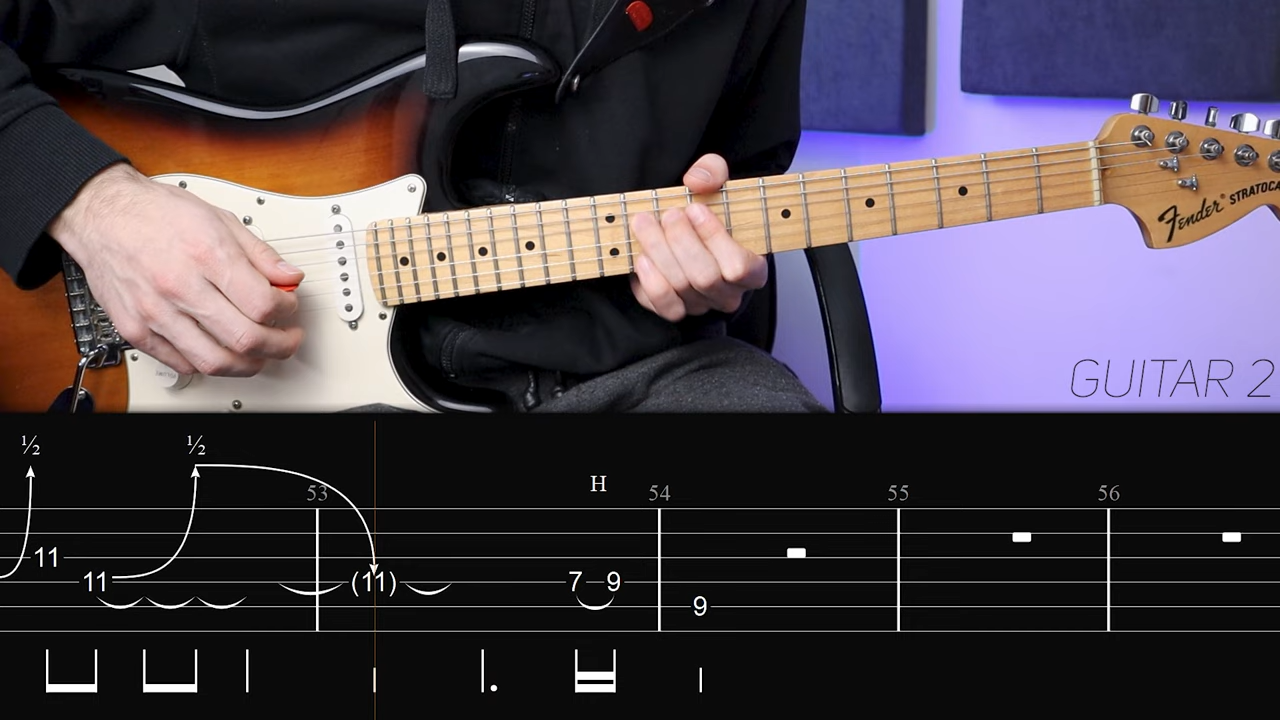 Fender STRATOCA
GUITAR 2
½ ½
H
53 54 55 56
11
11 (11) 7 9
9